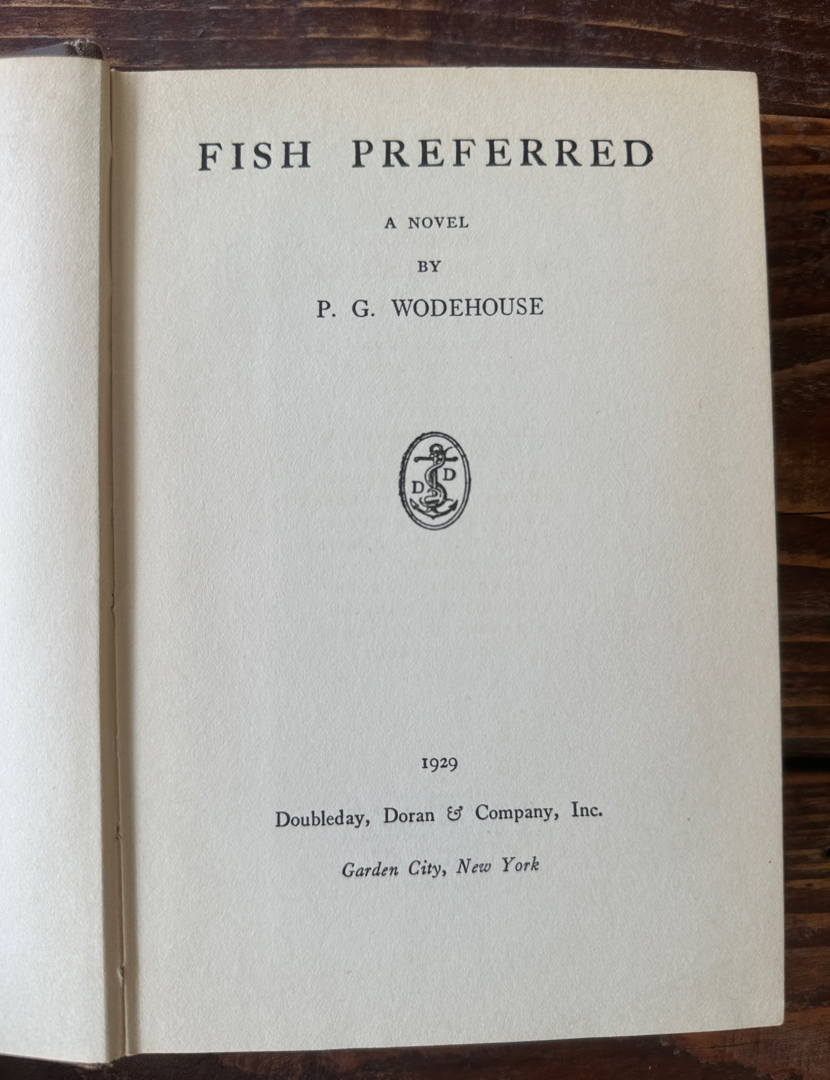 FISH PREFERRED
A NOVEL
BY
P. G. WODEHOUSE
D D
1929
Doubleday, Doran & Company, Inc.
Garden City, New York